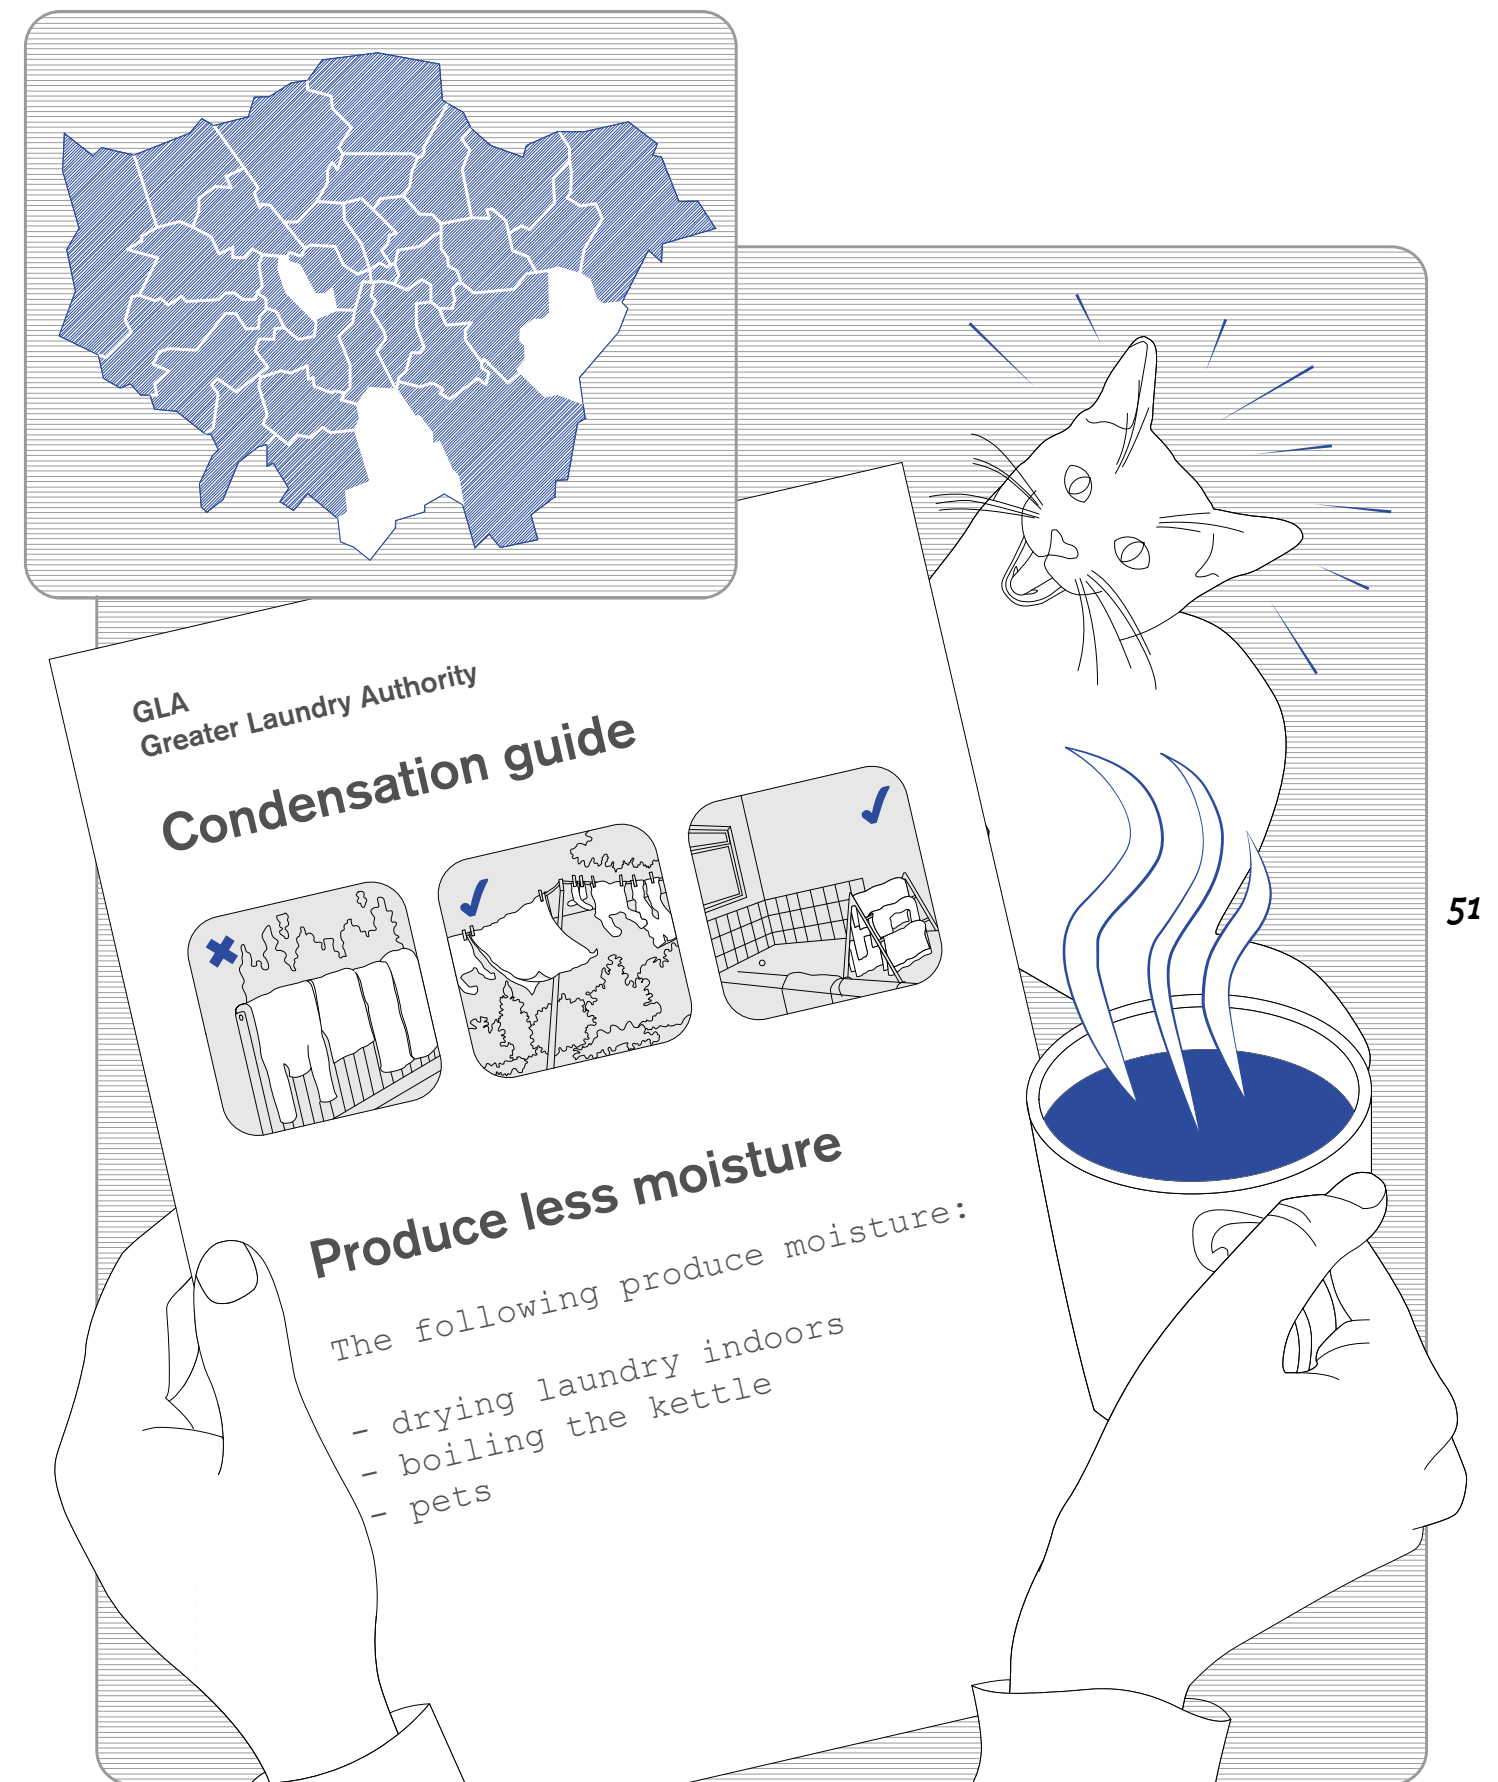 GLA
Greater Laundry Authority
Condensation guide
Produce less moisture
The following produce moisture:
- drying laundry indoors
- boiling the kettle
- pets
51